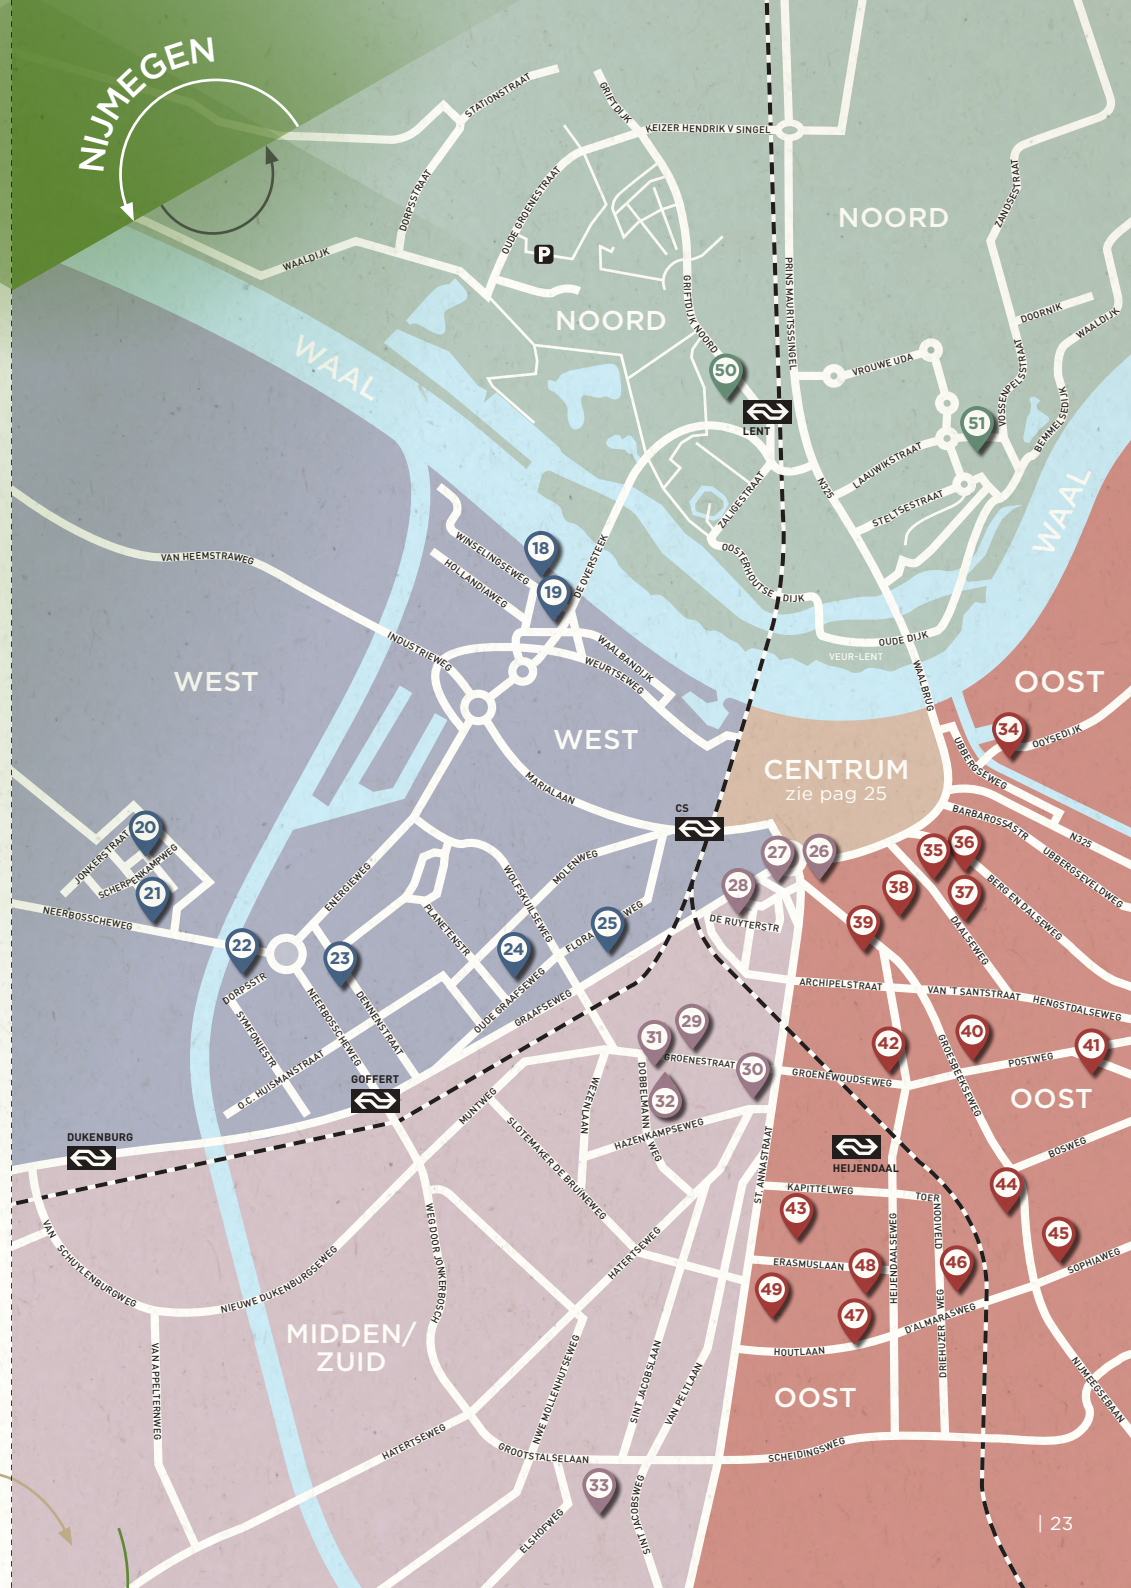 NIJMEGEN
STATIONSTRAAT
GRIFTDIJK
KEIZER HENDRIK V SINGEL
DORPSSTRAAT
OUDE GROENESTRAAT
ZANDSESTRAAT
NOORD
P
WAALDIJK
PRINS MAURITSSSINGEL
GRIFTDIJK NOORD
NOORD
DOORNIK
WAALDIJK
WAAL
VROUWE UDA
VOSSENPELSSTRAAT
50
LENT
BEMMELSEDIJK
51
LAAUWIKSTRAAT
N325
STELTSESTRAAT
ZALIGESTRAAT
WAAL
WINSELINGSEWEG
18
HOLLANDIAWEG
19
DE OVERSTEEK
OOSTERHOUTSE DIJK
VAN HEEMSTRAWEG
OUDE DIJK
VEUR-LENT
INDUSTRIEWEG
WAALBANDIJK
WEURTSEWEG
WAALBRUG
WEST
OOST
WEST
34
OOYSEDIJK
UBBERGSEWEG
CENTRUM
zie pag 25
MARIALAAN
CS
BARBAROSSASTR
N325
UBBERGSEVELDWEG
20
JONKERSTRAAT
SCHERPENKAMPWEG
21
NEERBOSSCHEWEG
ENERGIEWEG
MOLENWEG
WOLFSKUILSEWEG
27
26
35
36
28
38
37
BERG EN DALSEWEG
DE RUYTERSTR
39
DAALSEWEG
PLANETENSTR
25
FLORAWEG
22
23
24
DORPSSTR
SYMFONIESTR
NEERBOSSCHEWEG
DENNENSTRAAT
OUDE GRAAFSEWEG
GRAAFSEWEG
ARCHIPELSTRAAT
VAN 'T SANTSTRAAT
HENGSTDALSEWEG
O.C. HUISMANSTRAAT
29
31
GROENESTRAAT
30
32
42
40
41
POSTWEG
GROENEWOUDSEWEG
GROESBEEKSEWEG
OOST
GOFFERT
DUKENBURG
MUNTWEG
WEZENLAAN
DOBBELMANNWEG
HAZENKAMPSEWEG
SLOTEMAKER DE BRUÏNEWEG
ST. ANNASTRAAT
HEIJENDAAL
BOSWEG
KAPITTELWEG
TOER
NOOIVELD
44
43
VAN SCHUYLENBURGWEG
WEG DOOR JONKERBOSCH
HATERTSEWEG
HEIJENDAALSEWEG
45
SOPHIAWEG
ERASMUSLAAN
48
46
49
47
NIEUWE DUKENBURGSEWEG
D'ALMARASWEG
DRIEHUIZERWEG
HOUTLAAN
MIDDEN/
ZUID
VAN APPELTERNWEG
NWE MOLLENHUTSEWEG
SINT JACOBSLAAN
VAN PELTLAAN
NIJMEEGSEBAAN
OOST
HATERTSEWEG
GROOTSTALSELAAN
SCHEIDINGSWEG
33
ELSHOFWEG
SINT JACOBSWEG
| 23